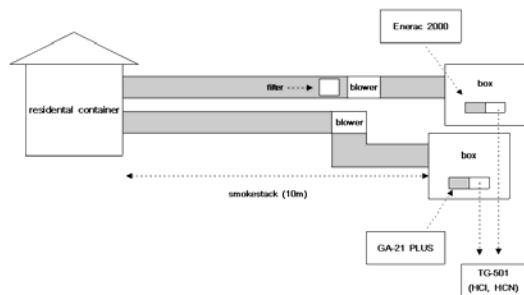 Enerac 2000
filter
blower
box
residental container
blower
box
smokestack (10m)
GA-21 PLUS
TG-501
(HCl, HCN)